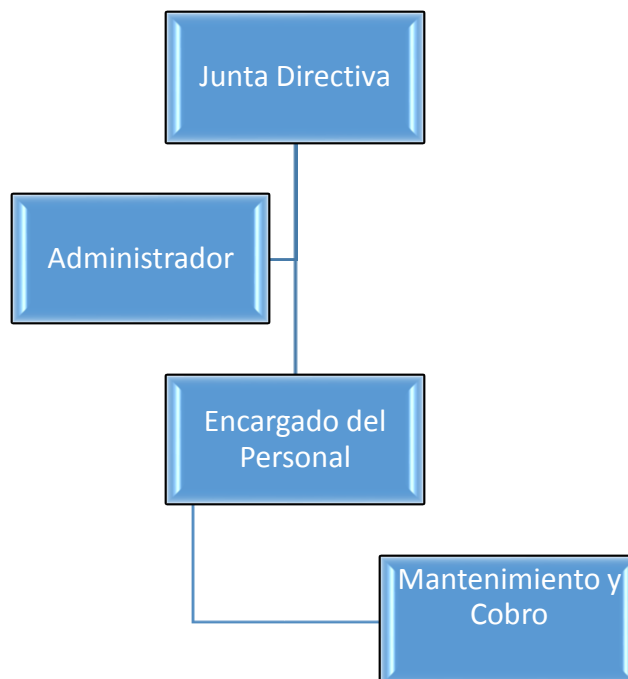 Junta Directiva
Administrador
Encargado del
Personal
Mantenimiento y
Cobro